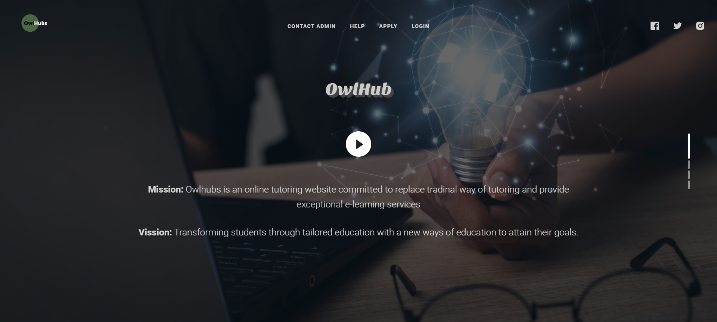 OwlHubs
CONTACT ADMIN HELP APPLY LOGIN
OwlHub
Mission: Owlhubs is an online tutoring website committed to replace tradinal way of tutoring and provide
exceptional e-learning services
Vission: Transforming students through tailored education with a new ways of education to attain their goals.